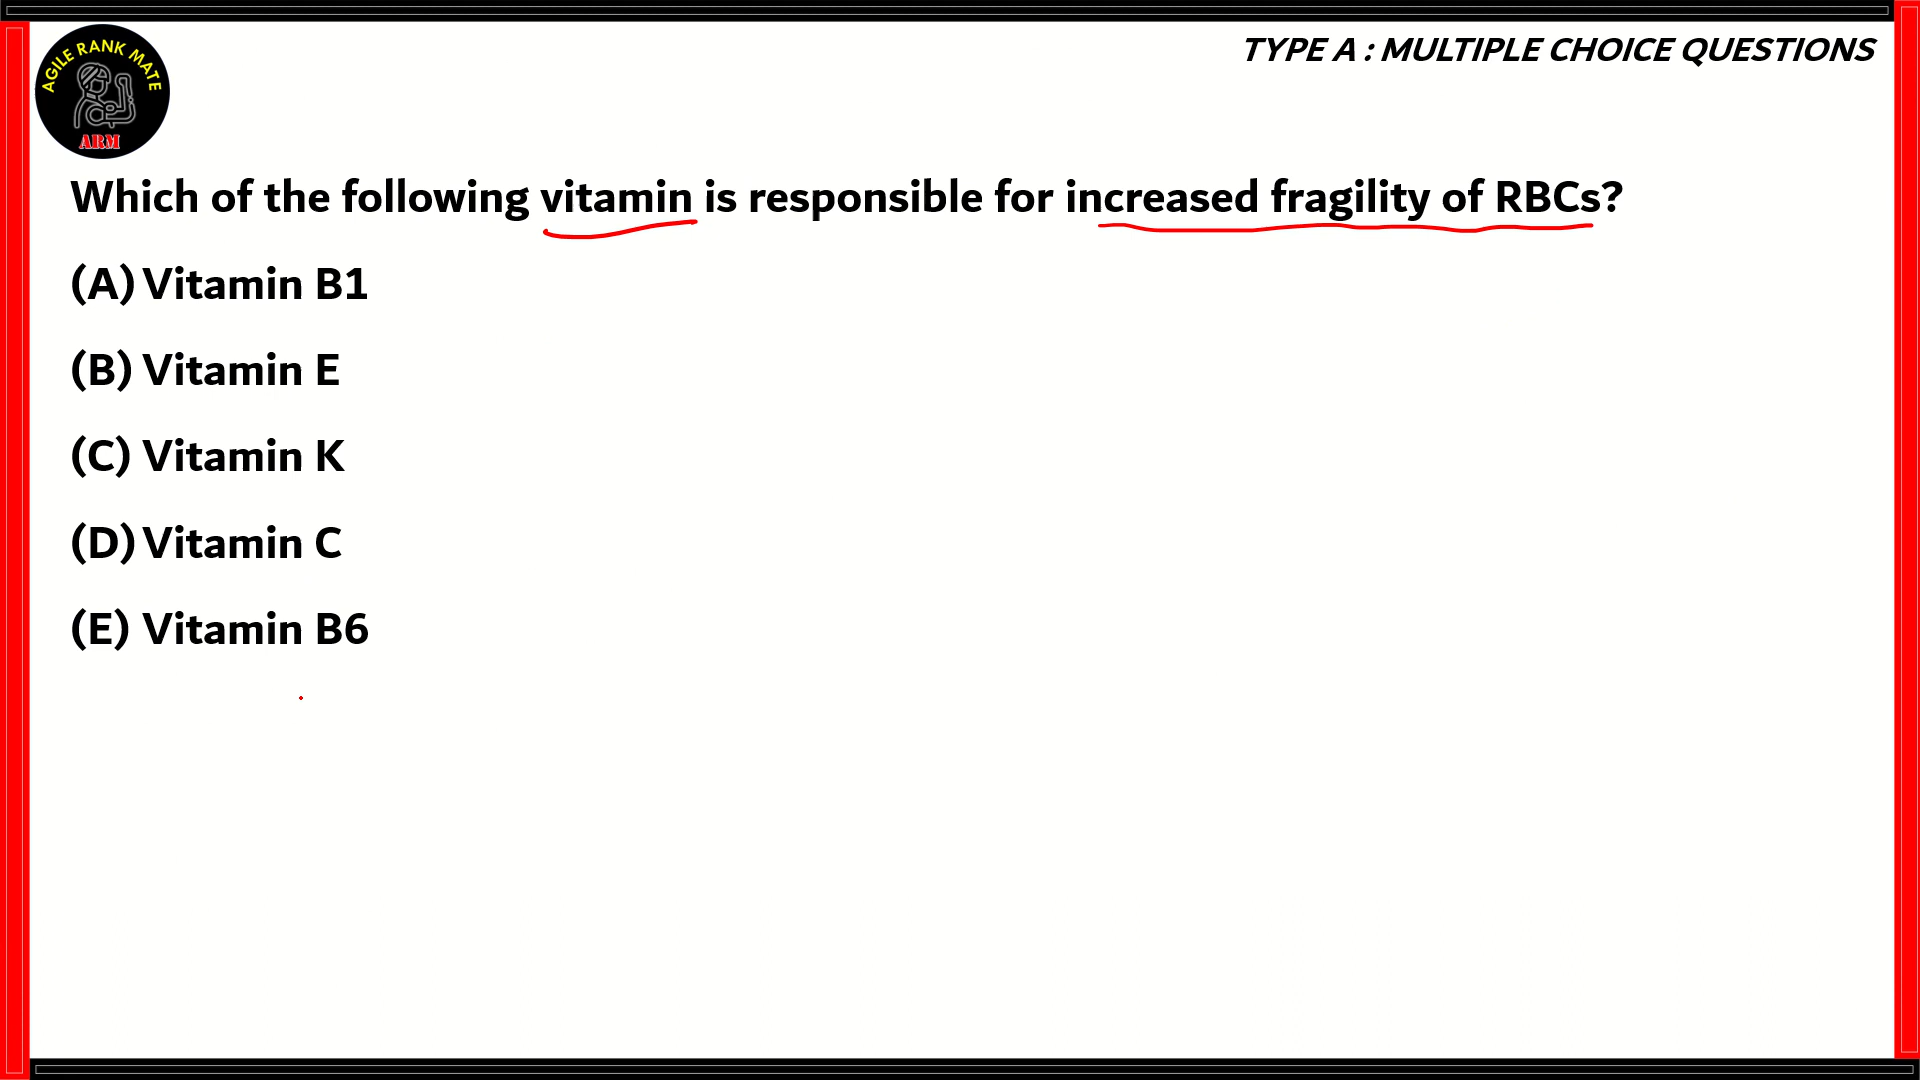 AGILE RANK MATE
ARM
TYPE A : MULTIPLE CHOICE QUESTIONS
Which of the following vitamin is responsible for increased fragility of RBCs?
(A) Vitamin B1
(B) Vitamin E
(C) Vitamin K
(D) Vitamin C
(E) Vitamin B6